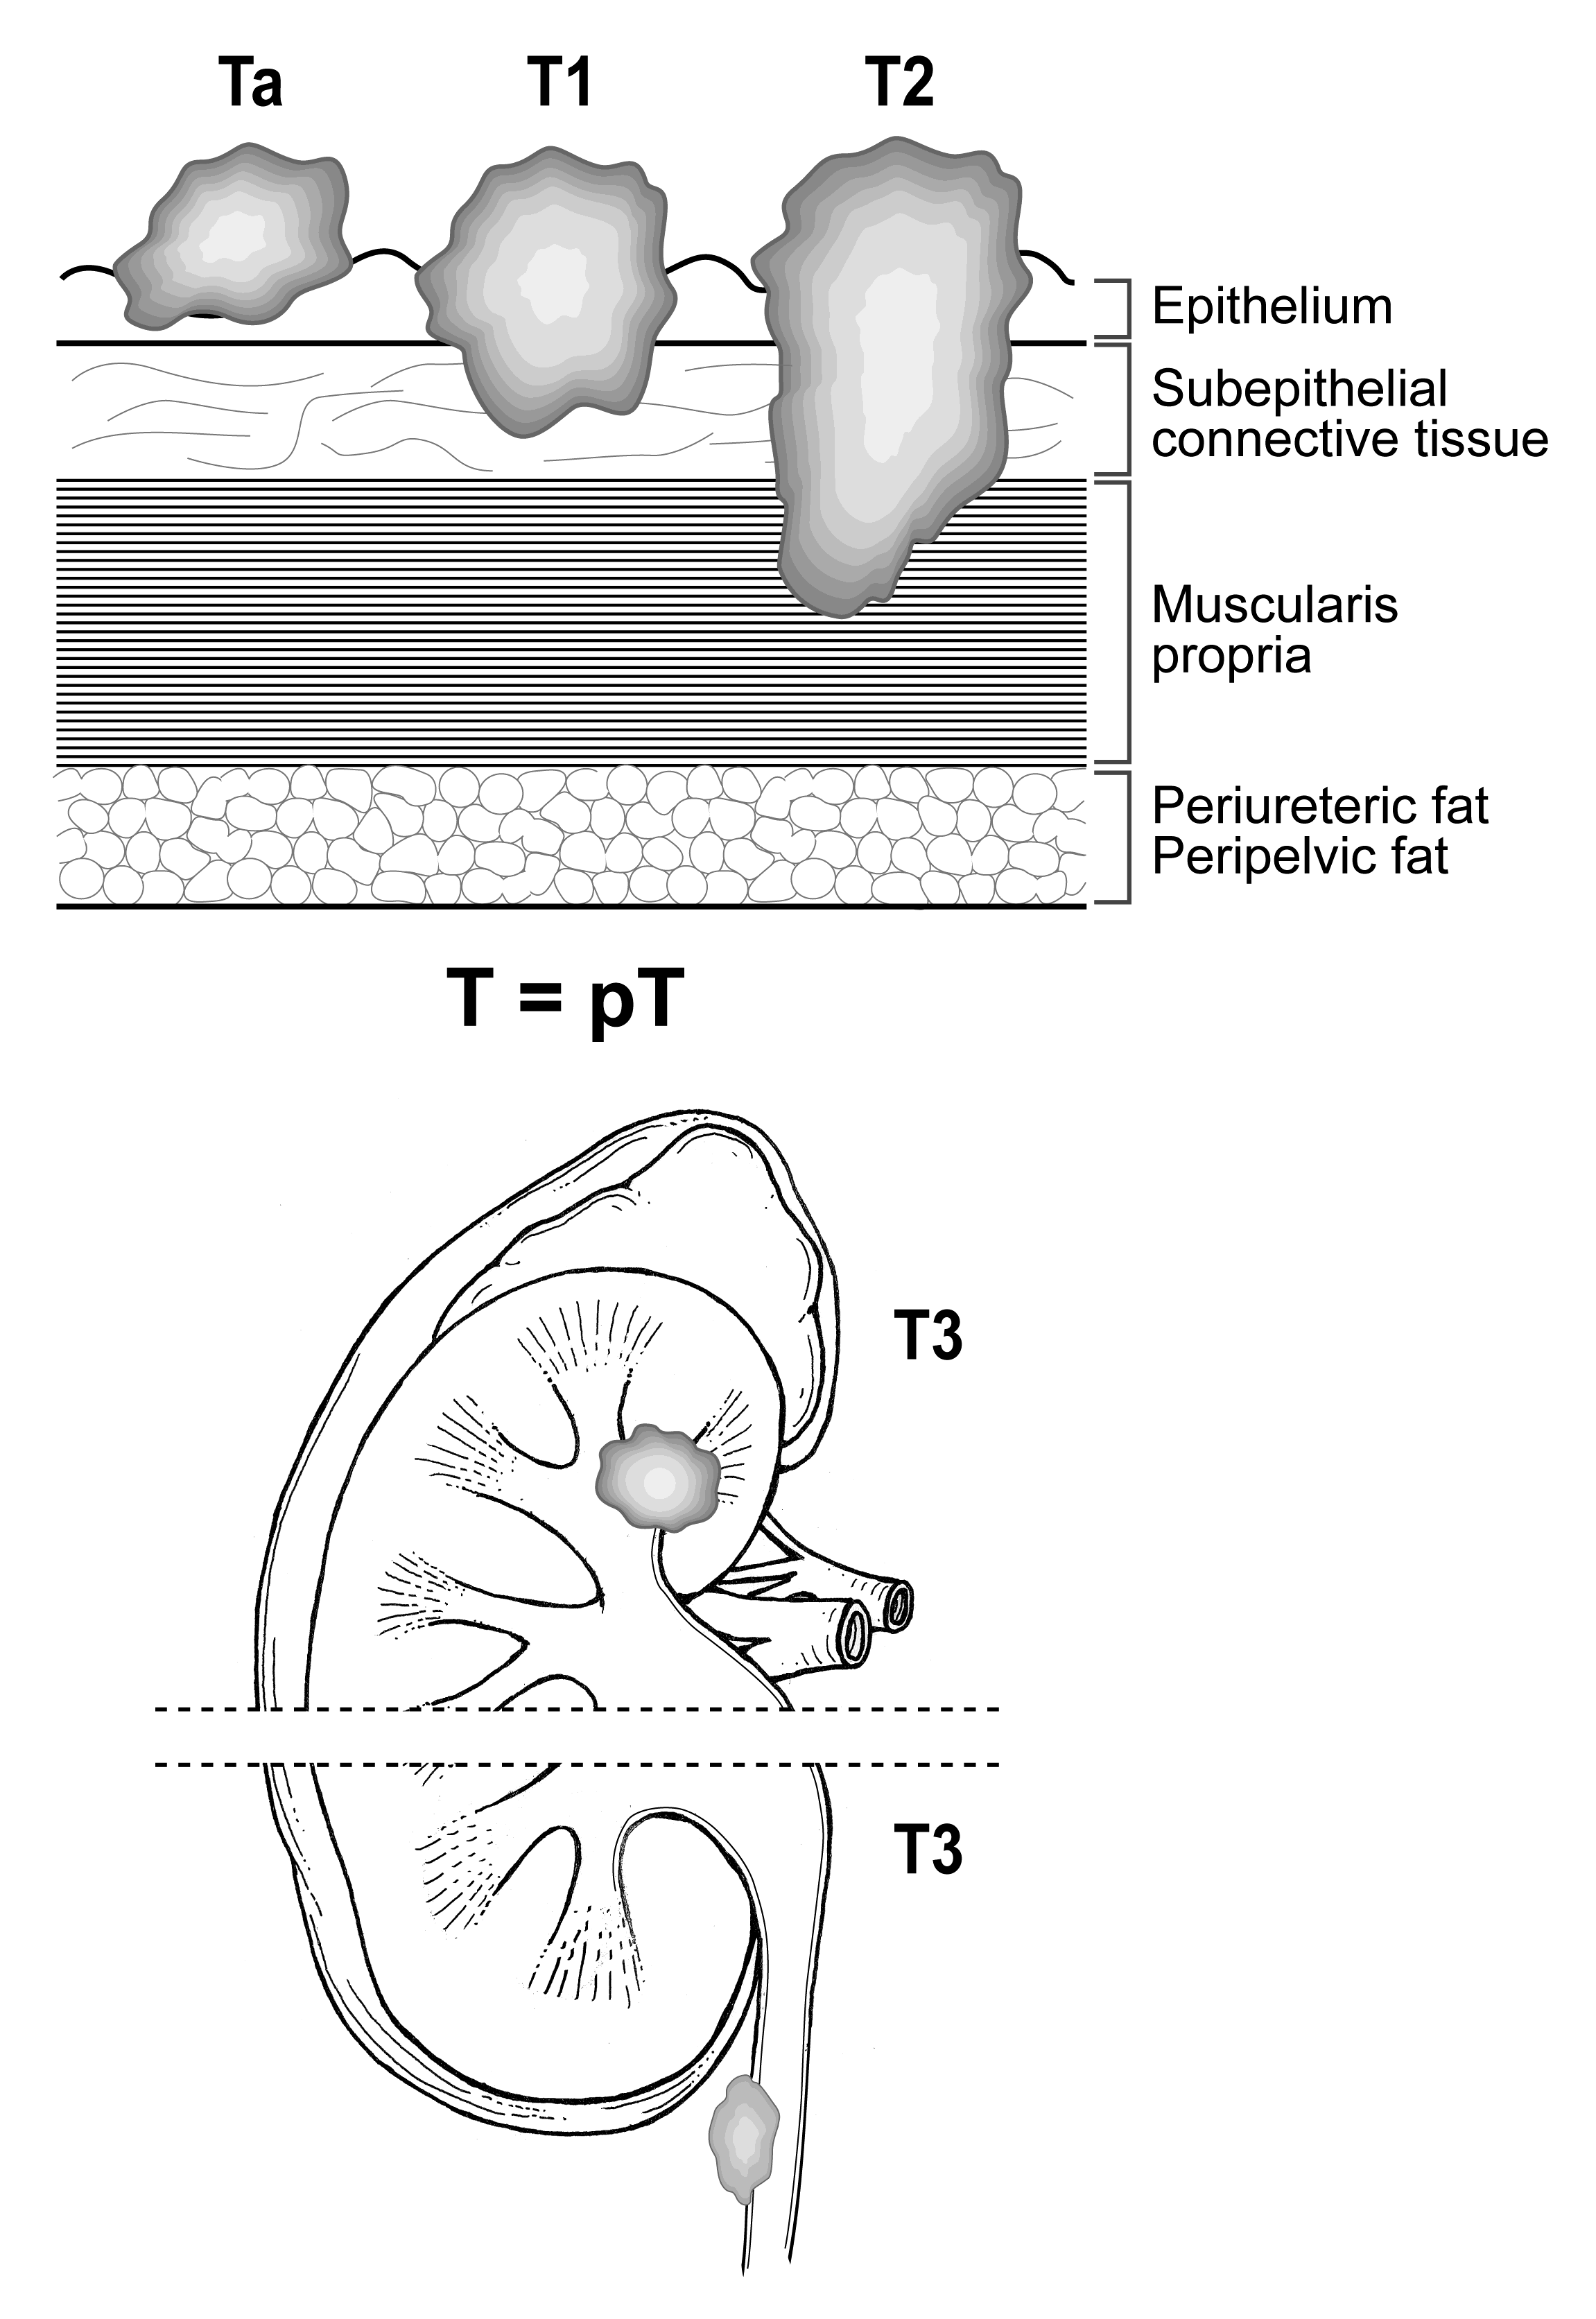 Ta T1 T2
Epithelium
Subepithelial
connective tissue
Muscularis
propria
Periureteric fat
Peripelvic fat
T = pT
T3
T3